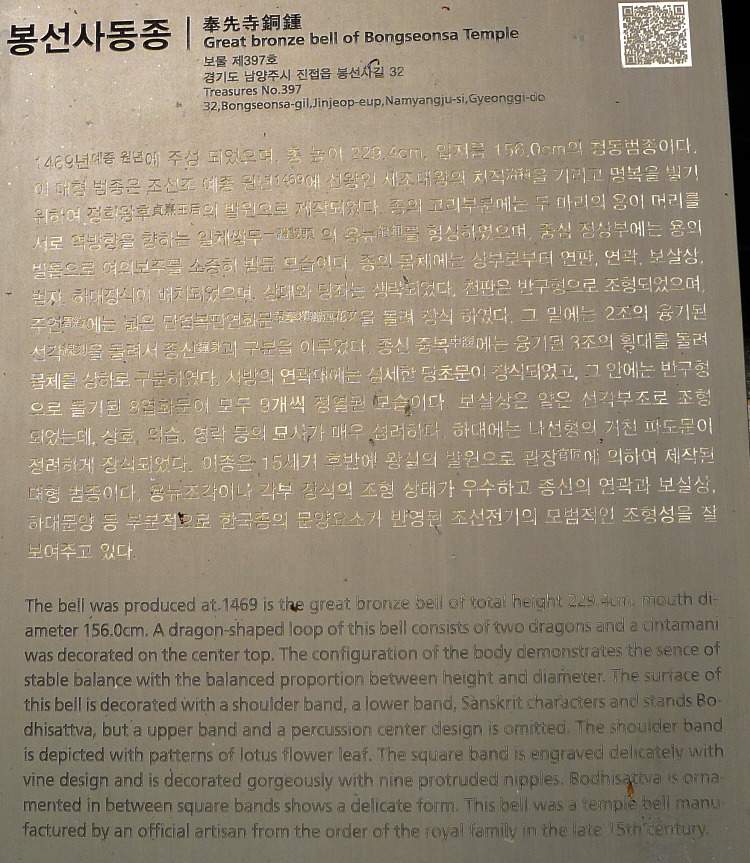 봉선사동종
奉先寺銅鍾
Great bronze bell of Bongseonsa Temple
보물 제397호
경기도 남양주시 진접읍 봉선사길 32
Treasures No.397
32,Bongseonsa-gil,Jinjeop-eup,Namyangju-si,Gyeonggi-do
1469년예종 원년에 주성 되었으며, 총 높이 229.4cm, 입지름 156.0cm의 청동범종이다.
이 대형 범종은 조선조 예종 원년1469에 선왕인 세조대왕의 치적治積을 기리고 명복을 빌기
위하여 정희왕후貞熹王后의 발원으로 제작되었다. 종의 고리부분에는 두 마리의 용이 머리를
서로 역방향을 향하는 일체쌍두一體雙頭 의 용뉴龍鈕를 형상하였으며, 중심 정상부에는 용의
발톱으로 여의보주를 소중히 받든 모습이다. 종의 몸체에는 상부로부터 연판, 연곽, 보살상,
범자, 하대장식이 배치되었으며, 상대와 당좌는 생략되었다. 천판은 반구형으로 조형되었으며,
주연에는 넓은 단엽복판연화문을 돌려 장식 하였다. 그 밑에는 2조의 융기된
선각을 돌려서 종신鐘身과 구분을 이루었다. 종신 중복中腹에는 융기된 3조의 횡대를 돌려
몸체를 상하로 구분하였다. 사방의 연곽대에는 섬세한 당초문이 장식되었고, 그 안에는 반구형
으로 돌기된 8엽화문이 모두 9개씩 정열된 모습이다 보살상은 얕은 선각부조로 조형
되었는데, 상호, 의습, 영락 등의 묘사가 매우 섬려하다. 하대에는 나선형의 거친 파도문이
정려하게 장식되었다. 이종은 15세기 후반에 왕실의 발원으로 관장官匠에 의하여 제작된
대형 범종이다. 용뉴조각이나 각부 장식의 조형 상태가 우수하고 종신의 연곽과 보살상,
하대문양 등 부분적으로 한국종의 문양요소가 반영된 조선전기의 모범적인 조형성을 잘
보여주고 있다.
The bell was produced at 1469 is the great bronze bell of total height 229.4cm, mouth di-
ameter 156.0cm. A dragon-shaped loop of this bell consists of two dragons and a cintamani
was decorated on the center top. The configuration of the body demonstrates the sence of
stable balance with the balanced proportion between height and diameter. The surface of
this bell is decorated with a shoulder band, a lower band, Sanskrit characters and stands Bo-
dhisattva, but a upper band and a percussion center design is omitted. The shoulder band
is depicted with patterns of lotus flower leaf. The square band is engraved delicately with
vine design and is decorated gorgeously with nine protruded nipples. Bodhisattva is orna-
mented in between square bands shows a delicate form. This bell was a temple bell manu-
factured by an official artisan from the order of the royal family in the late 15th century.